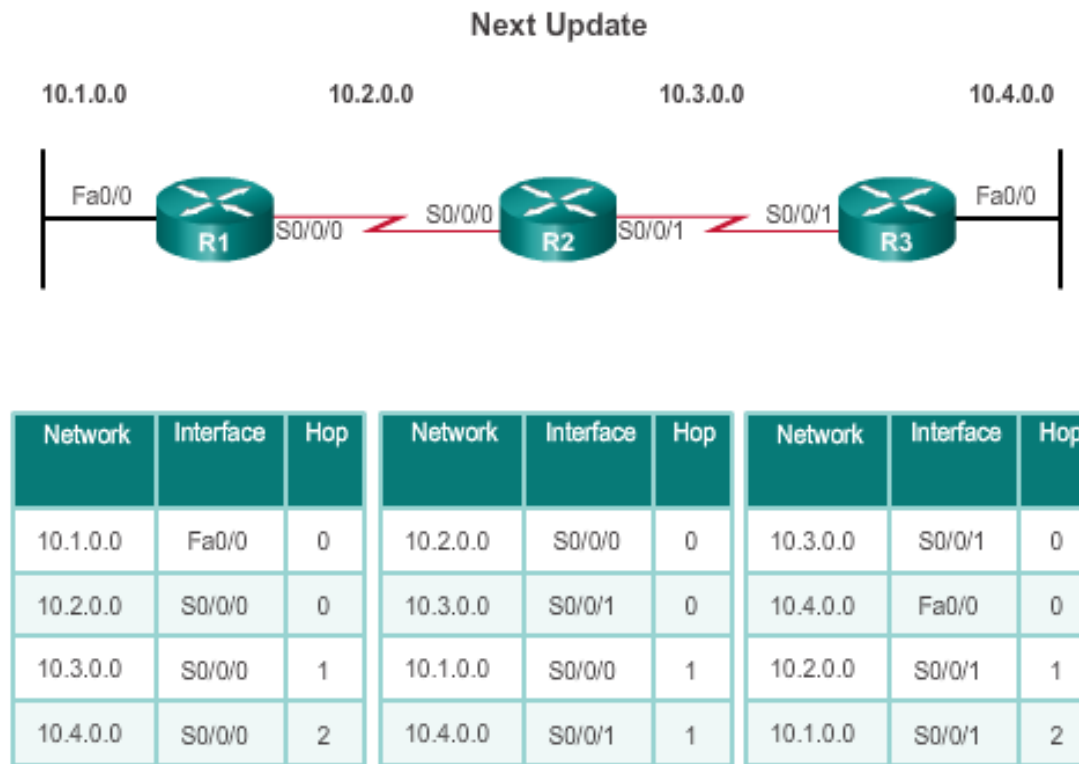 Next Update
10.1.0.0 10.2.0.0 10.3.0.0 10.4.0.0
Fa0/0 S0/0/0 S0/0/0 S0/0/1 S0/0/1 Fa0/0
R1 R2 R3
Network Interface Hop Network Interface Hop Network Interface Hop
10.1.0.0 Fa0/0 0 10.2.0.0 S0/0/0 0 10.3.0.0 S0/0/1 0
10.2.0.0 S0/0/0 0 10.3.0.0 S0/0/1 0 10.4.0.0 Fa0/0 0
10.3.0.0 S0/0/0 1 10.1.0.0 S0/0/0 1 10.2.0.0 S0/0/1 1
10.4.0.0 S0/0/0 2 10.4.0.0 S0/0/1 1 10.1.0.0 S0/0/1 2